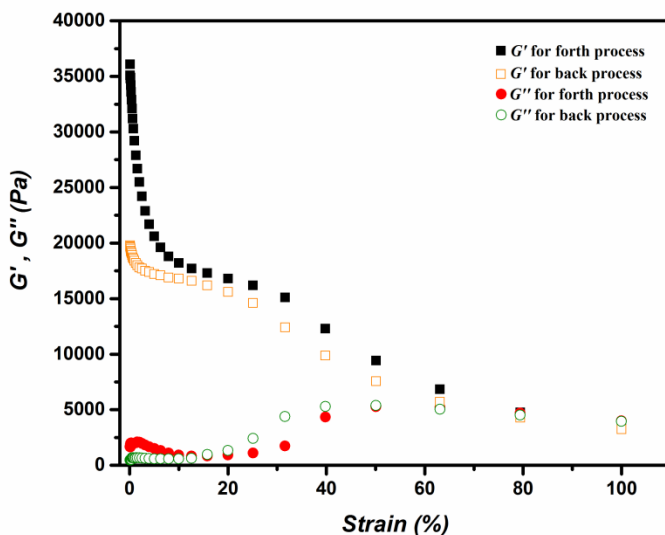 40000
35000
30000
25000
20000
15000
10000
5000
0
G', G'' (Pa)
G' for forth process
G' for back process
G'' for forth process
G'' for back process
0 20 40 60 80 100
Strain (%)